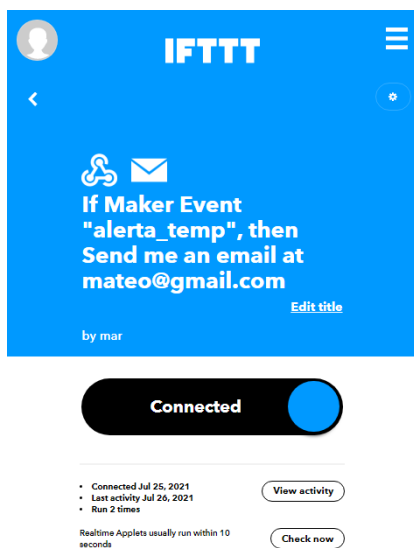 IFTTT
If Maker Event
"alerta_temp", then
Send me an email at
mateo@gmail.com
Edit title
by mar
Connected
Connected Jul 25, 2021
Last activity Jul 26, 2021
Run 2 times
View activity
Realtime Applets usually run within 10
seconds
Check now